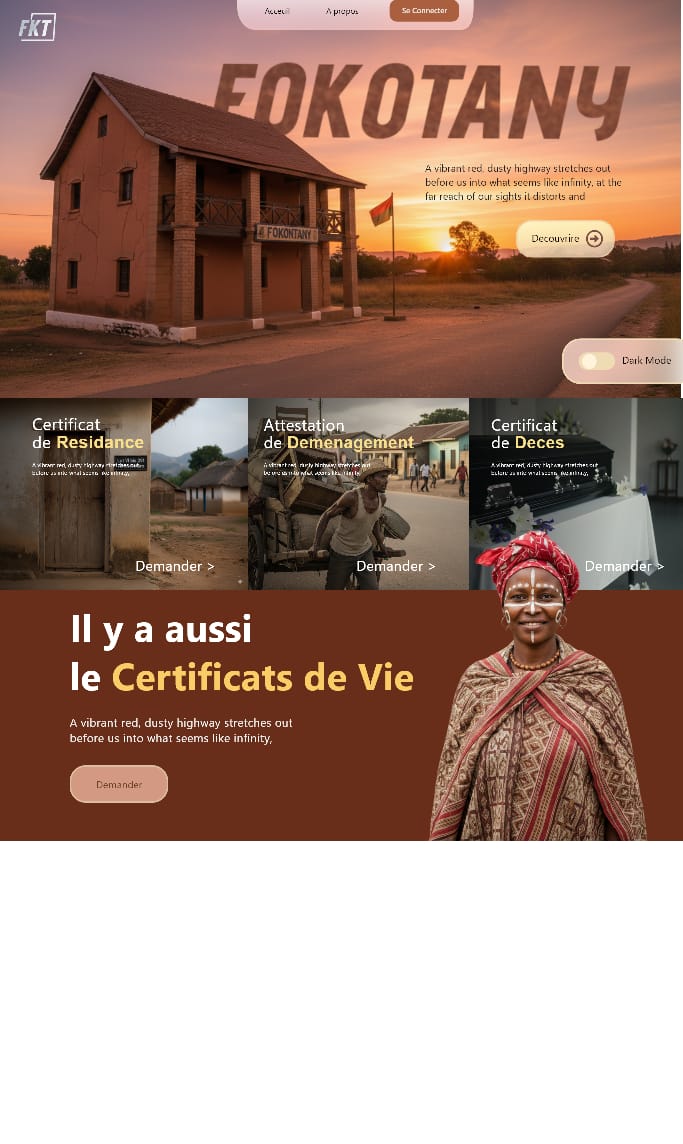 FKT
Acceuil
A propos
Se Connecter
FOKOTANY
A vibrant red, dusty highway stretches out
before us into what seems like infinity, at the
far reach of our sights it distorts and
FOKONTANY
Decouvrire
Dark Mode
Certificat
de Residance
A vibrant red, dusty highway stretches out
before us into what seems like infinity,
Demander >
Attestation
de Demenagement
A vibrant red, dusty highway stretches out
before us into what seems like infinity,
Demander >
Certificat
de Deces
A vibrant red, dusty highway stretches out
before us into what seems like infinity,
Demander >
Il y a aussi
le Certificats de Vie
A vibrant red, dusty highway stretches out
before us into what seems like infinity,
Demander